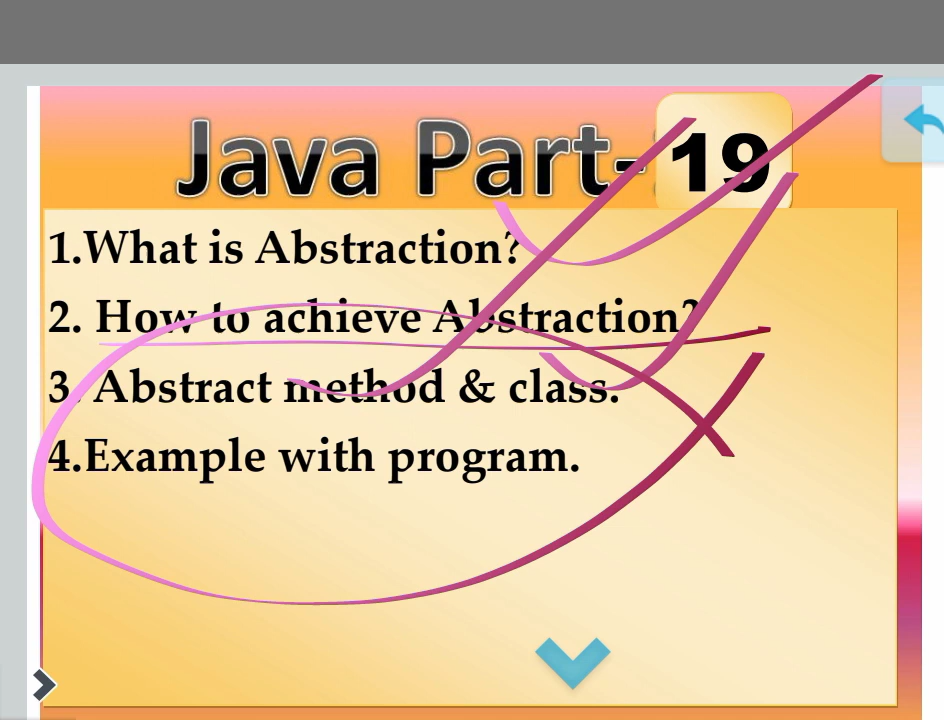 Java Part-19
1.What is Abstraction?
2. How to achieve Abstraction?
3. Abstract method & class.
4.Example with program.